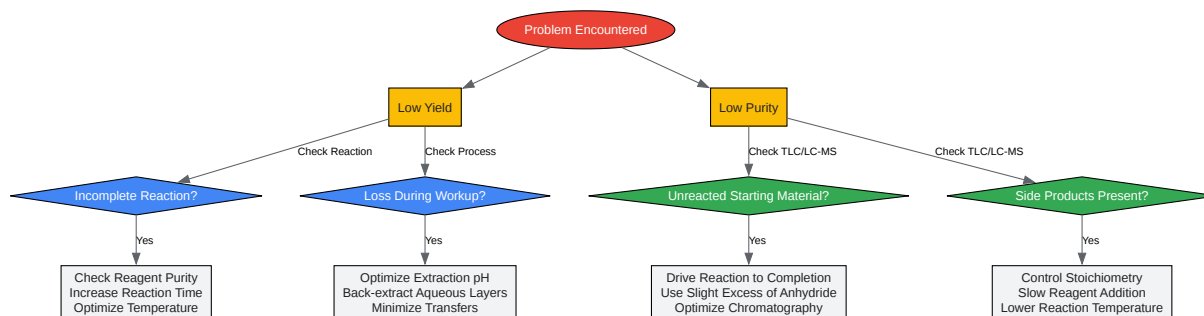 Problem Encountered
Low Yield
Low Purity
Check Reaction
Check Process
Check TLC/LC-MS
Check TLC/LC-MS
Incomplete Reaction?
Loss During Workup?
Unreacted Starting Material?
Side Products Present?
Yes
Yes
Yes
Yes
Check Reagent Purity
Increase Reaction Time
Optimize Temperature
Optimize Extraction pH
Back-extract Aqueous Layers
Minimize Transfers
Drive Reaction to Completion
Use Slight Excess of Anhydride
Optimize Chromatography
Control Stoichiometry
Slow Reagent Addition
Lower Reaction Temperature